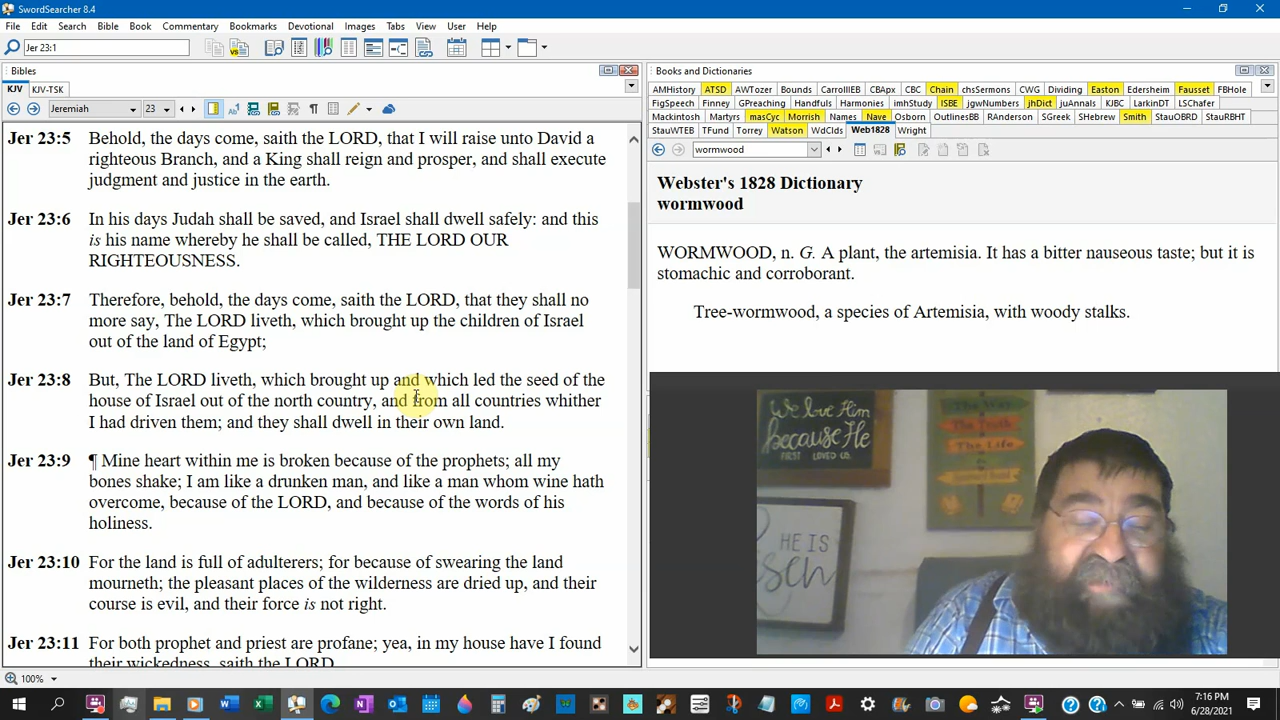 SwordSearcher 8.4
File Edit Search Bible Book Commentary Bookmarks Devotional Images Tabs View User Help
Jer 23:1
Bibles
KJV KJV-TSK
Jeremiah 23
Jer 23:5 Behold, the days come, saith the LORD, that I will raise unto David a
righteous Branch, and a King shall reign and prosper, and shall execute
judgment and justice in the earth.
Jer 23:6 In his days Judah shall be saved, and Israel shall dwell safely: and this
is his name whereby he shall be called, THE LORD OUR
RIGHTEOUSNESS.
Jer 23:7 Therefore, behold, the days come, saith the LORD, that they shall no
more say, The LORD liveth, which brought up the children of Israel
out of the land of Egypt;
Jer 23:8 But, The LORD liveth, which brought up and which led the seed of the
house of Israel out of the north country, and from all countries whither
I had driven them; and they shall dwell in their own land.
Jer 23:9 ¶ Mine heart within me is broken because of the prophets; all my
bones shake; I am like a drunken man, and like a man whom wine hath
overcome, because of the LORD, and because of the words of his
holiness.
Jer 23:10 For the land is full of adulterers; for because of swearing the land
mourneth; the pleasant places of the wilderness are dried up, and their
course is evil, and their force is not right.
Jer 23:11 For both prophet and priest are profane; yea, in my house have I found
their wickedness, saith the LORD.
100%
Books and Dictionaries
AMHistory ATSD AWTozer Bounds CarrollIEB CBApx CBC Chain chsSermons CWG Dividing Easton Edersheim Fausset FBHole
FigSpeech Finney GPreaching Handfuls Harmonies imhStudy ISBE jgwNumbers jhDict juAnnals KJBC LarkinDT LSChafer
Mackintosh Martyrs masCyc Morrish Names Nave Osborn OutlinesBB RAnderson SGreek SHebrew Smith StauOBRD StauRBHT
StauWTEB TFund Torrey Watson WdClds Web1828 Wright
wormwood
Webster's 1828 Dictionary
wormwood
WORMWOOD, n. G. A plant, the artemisia. It has a bitter nauseous taste; but it is
stomachic and corroborant.
Tree-wormwood, a species of Artemisia, with woody stalks.
We love Him
because He
FIRST LOVED US.
The Way
The Truth
The Life
HE IS
7:16 PM
6/28/2021